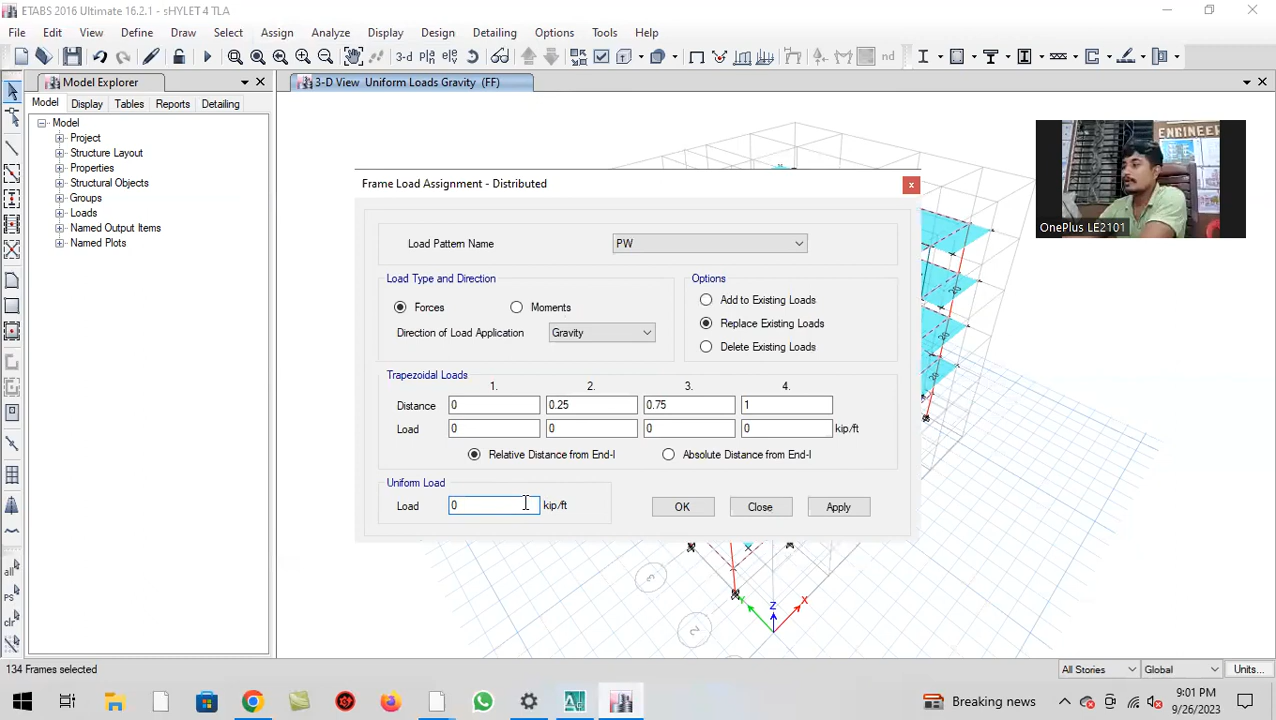 ETABS 2016 Ultimate 16.2.1 - sHYLET 4 TLA
File Edit View Define Draw Select Assign Analyze Display Design Detailing Options Tools Help
3-d nd
Model Explorer
3-D View Uniform Loads Gravity (FF)
Model Display Tables Reports Detailing
Model
Project
Structure Layout
Properties
Structural Objects
Groups
Loads
Named Output Items
Named Plots
ENGINEER
OnePlus LE2101
Frame Load Assignment - Distributed
Load Pattern Name PW
Load Type and Direction
Forces Moments
Direction of Load Application Gravity
Options
Add to Existing Loads
Replace Existing Loads
Delete Existing Loads
Trapezoidal Loads
1. 2. 3. 4.
Distance 0 0.25 0.75 1
Load 0 0 0 0 kip/ft
Relative Distance from End-I Absolute Distance from End-I
Uniform Load
Load 0 kip/ft
OK Close Apply
Z
Y X
3
2
all
PS
clr
134 Frames selected
All Stories Global Units...
Breaking news
9:01 PM
9/26/2023